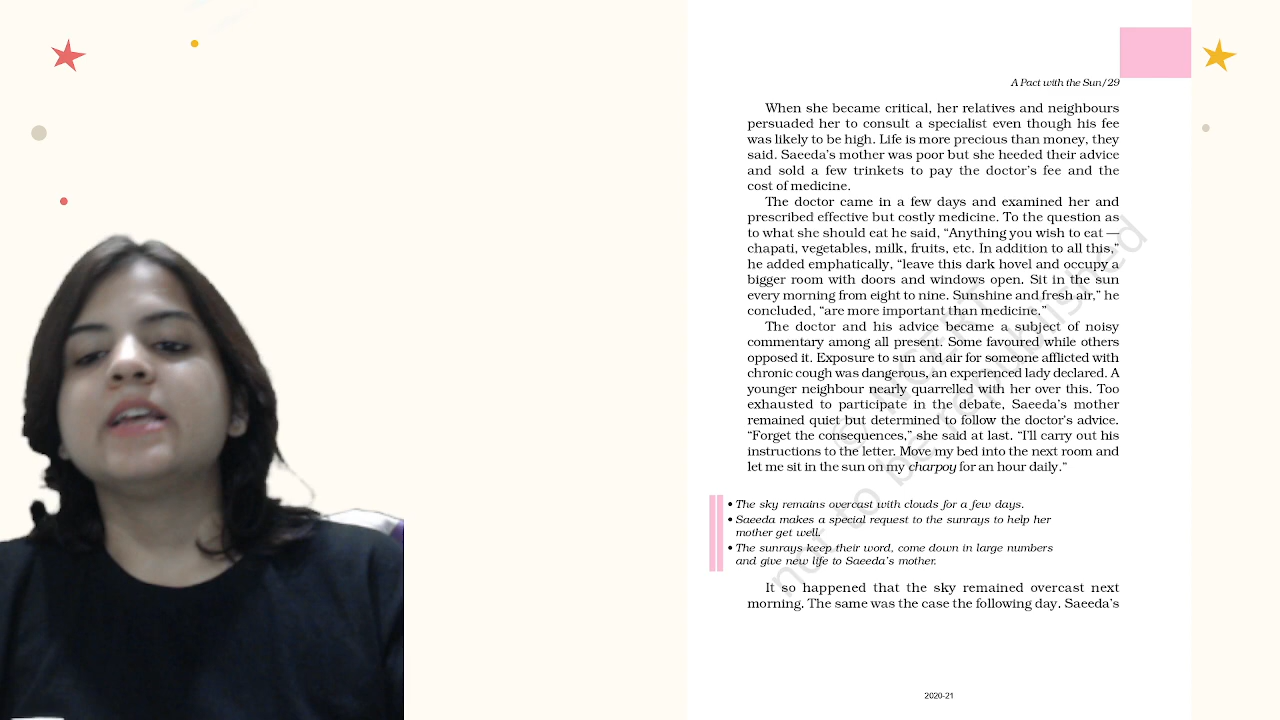 A Pact with the Sun/29
When she became critical, her relatives and neighbours
persuaded her to consult a specialist even though his fee
was likely to be high. Life is more precious than money, they
said. Saeeda's mother was poor but she heeded their advice
and sold a few trinkets to pay the doctor's fee and the
cost of medicine.
The doctor came in a few days and examined her and
prescribed effective but costly medicine. To the question as
to what she should eat he said, “Anything you wish to eat —
chapati, vegetables, milk, fruits, etc. In addition to all this,”
he added emphatically, “leave this dark hovel and occupy a
bigger room with doors and windows open. Sit in the sun
every morning from eight to nine. Sunshine and fresh air,” he
concluded, “are more important than medicine.”
The doctor and his advice became a subject of noisy
commentary among all present. Some favoured while others
opposed it. Exposure to sun and air for someone afflicted with
chronic cough was dangerous, an experienced lady declared. A
younger neighbour nearly quarrelled with her over this. Too
exhausted to participate in the debate, Saeeda's mother
remained quiet but determined to follow the doctor's advice.
“Forget the consequences,” she said at last. “I'll carry out his
instructions to the letter. Move my bed into the next room and
let me sit in the sun on my charpoy for an hour daily.”
• The sky remains overcast with clouds for a few days.
• Saeeda makes a special request to the sunrays to help her
mother get well.
• The sunrays keep their word, come down in large numbers
and give new life to Saeeda's mother.
It so happened that the sky remained overcast next
morning. The same was the case the following day. Saeeda's
2020-21
© NCERT
not to be republished